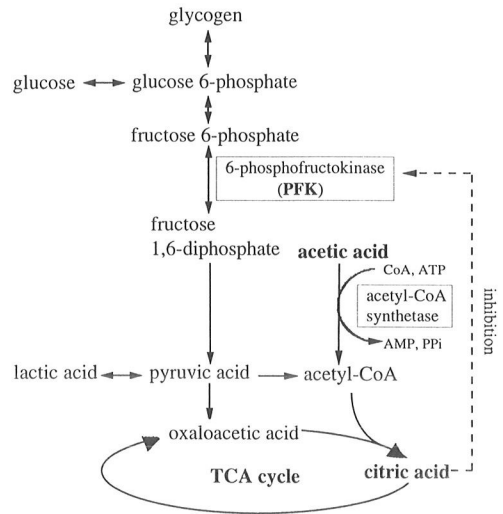 glycogen
glucose
glucose 6-phosphate
fructose 6-phosphate
6-phosphofructokinase
(PFK)
fructose
1,6-diphosphate
acetic acid
CoA, ATP
acetyl-CoA
synthetase
AMP, PPi
inhibition
lactic acid
pyruvic acid
acetyl-CoA
oxaloacetic acid
TCA cycle
citric acid